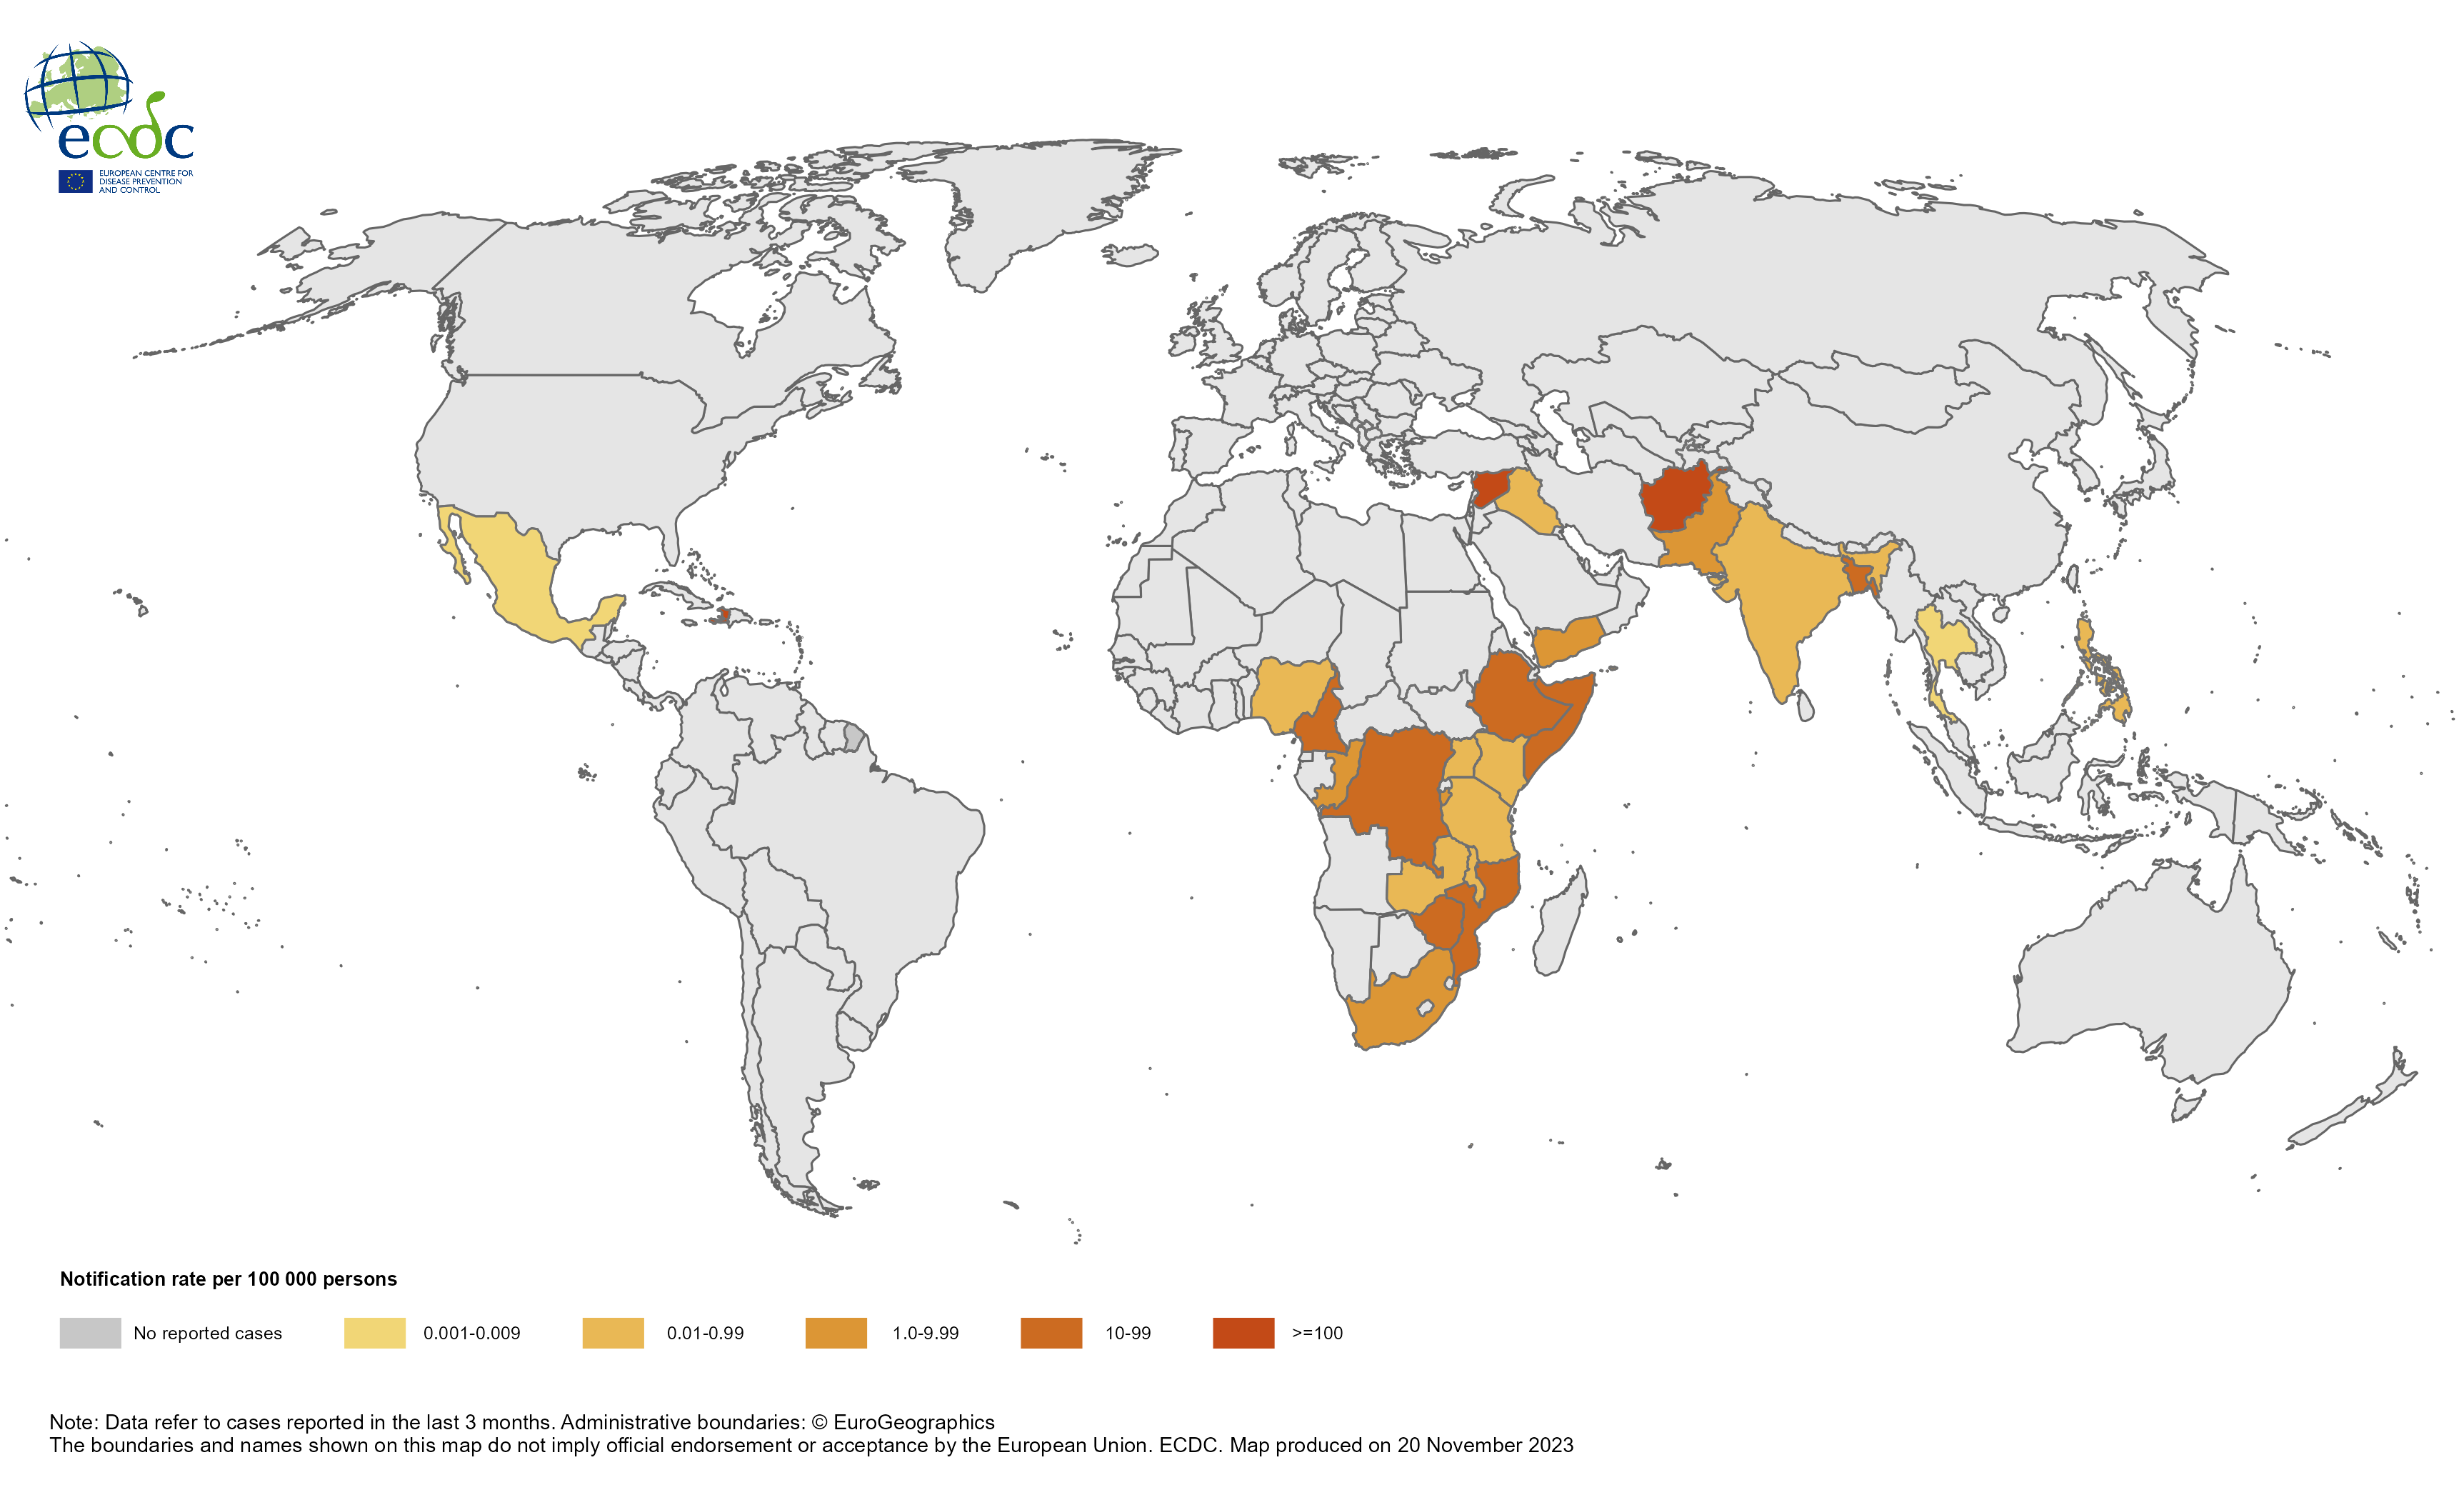 ecdc
EUROPEAN CENTRE FOR
DISEASE PREVENTION
AND CONTROL
Notification rate per 100 000 persons
No reported cases
0.001-0.009
0.01-0.99
1.0-9.99
10-99
>=100
Note: Data refer to cases reported in the last 3 months. Administrative boundaries: © EuroGeographics
The boundaries and names shown on this map do not imply official endorsement or acceptance by the European Union. ECDC. Map produced on 20 November 2023